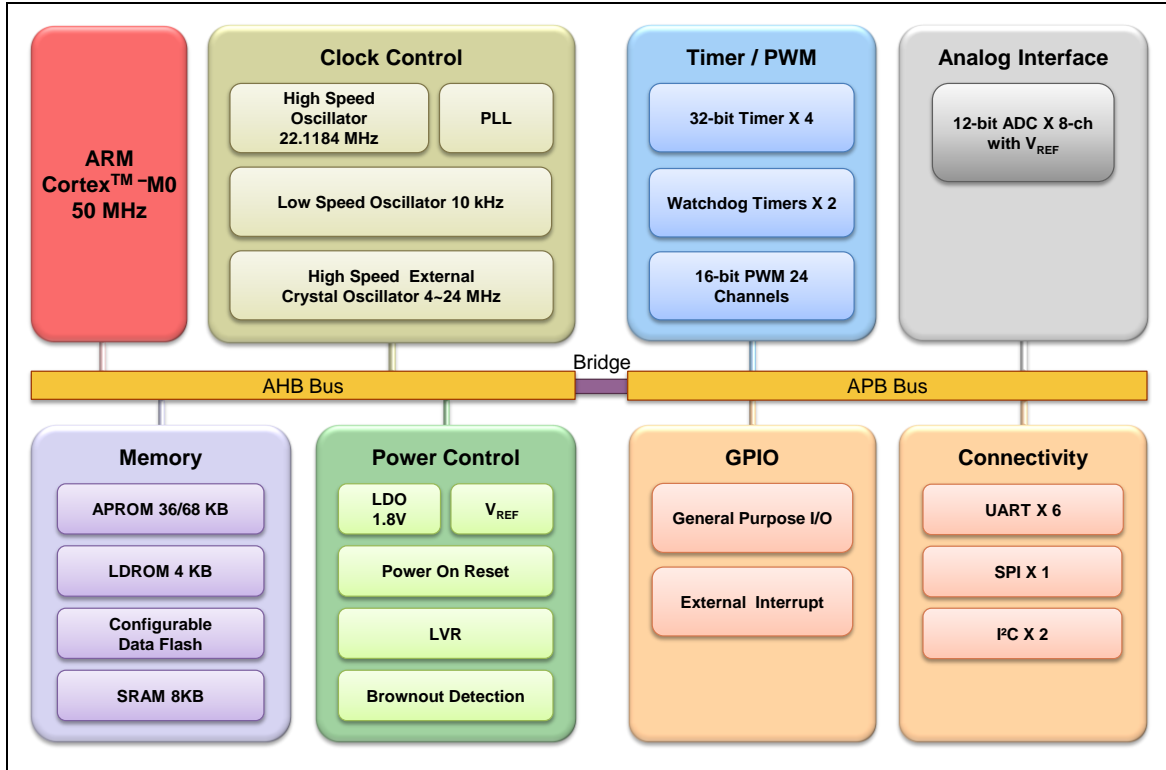 ARM
Cortex™ –M0
50 MHz
Clock Control
High Speed
Oscillator
22.1184 MHz
PLL
Low Speed Oscillator 10 kHz
High Speed External
Crystal Oscillator 4~24 MHz
Timer / PWM
32-bit Timer X 4
Watchdog Timers X 2
16-bit PWM 24
Channels
Analog Interface
12-bit ADC X 8-ch
with VREF
AHB Bus
Bridge
APB Bus
Memory
APROM 36/68 KB
LDROM 4 KB
Configurable
Data Flash
SRAM 8KB
Power Control
LDO
1.8V
VREF
Power On Reset
LVR
Brownout Detection
GPIO
General Purpose I/O
External Interrupt
Connectivity
UART X 6
SPI X 1
I²C X 2